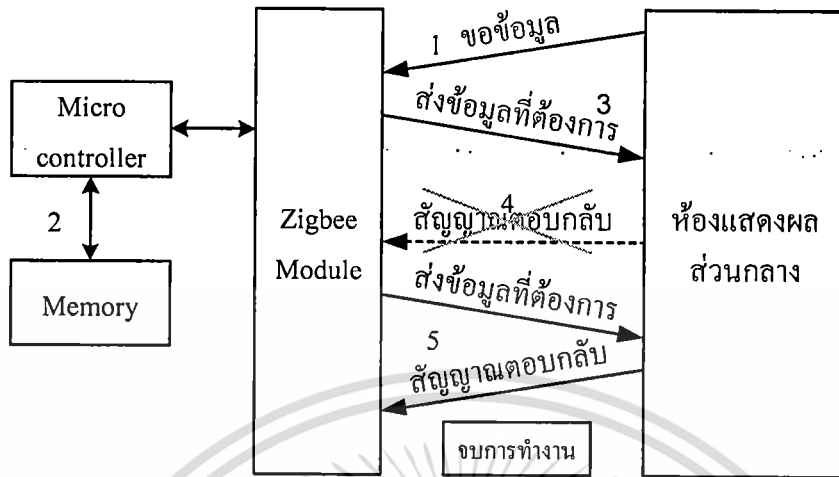 1 ขอข้อมูล
ส่งข้อมูลที่ต้องการ 3
Micro
controller
2
Memory
Zigbee
Module
4
สัญญาณตอบกลับ
ห้องแสดงผล
ส่วนกลาง
ส่งข้อมูลที่ต้องการ
5
สัญญาณตอบกลับ
จบการทำงาน